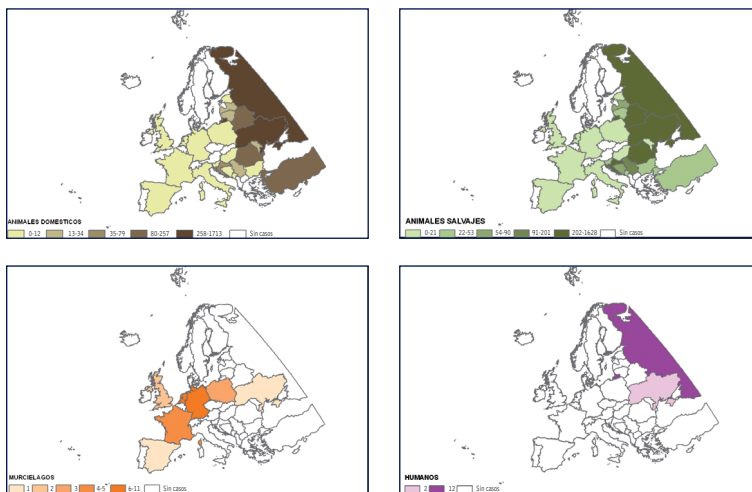 ANIMALES DOMESTICOS
0-12 13-34 35-79 80-257 258-1713 Sin casos
ANIMALES SALVAJES
0-21 22-53 54-90 91-201 202-1628 Sin casos
MURCIELAGOS
1 2 3 4-5 6-11 Sin casos
HUMANOS
2 12 Sin casos